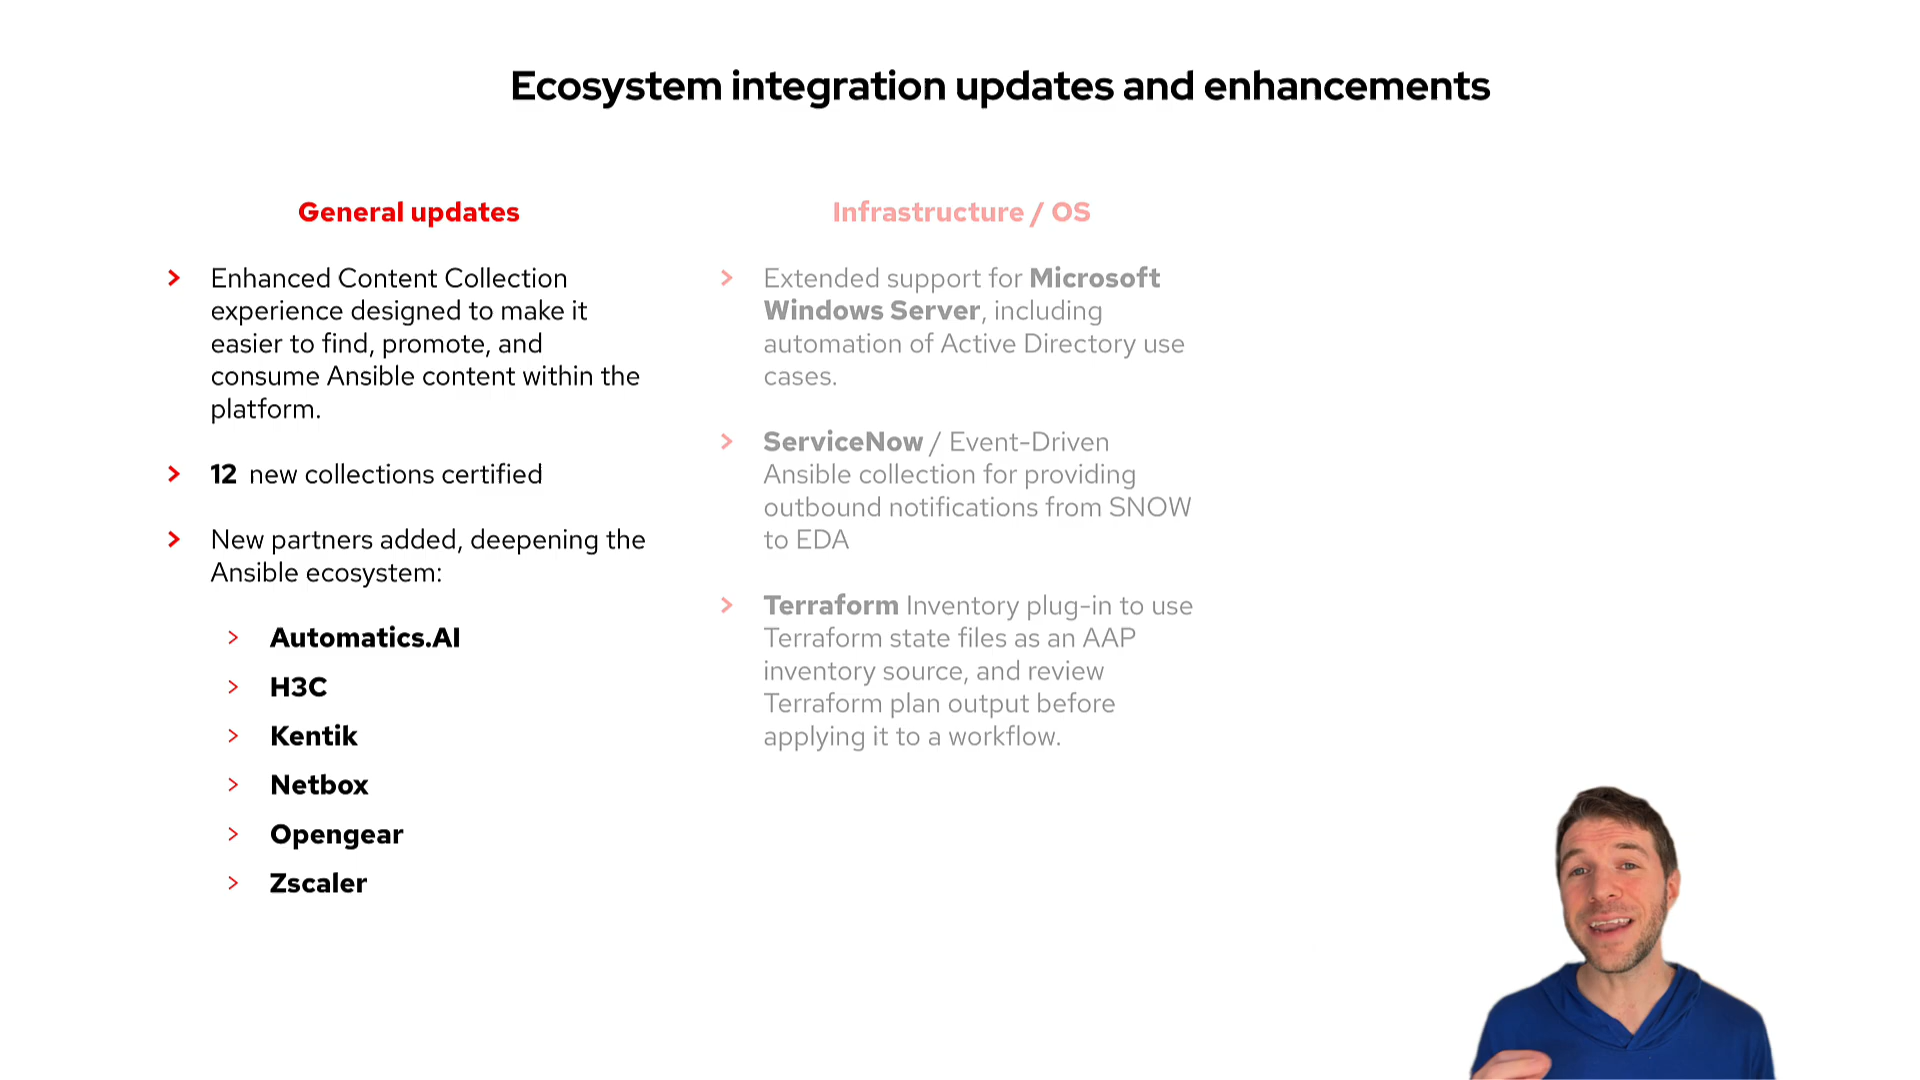 Ecosystem integration updates and enhancements
General updates
> Enhanced Content Collection
experience designed to make it
easier to find, promote, and
consume Ansible content within the
platform.
> 12 new collections certified
> New partners added, deepening the
Ansible ecosystem:
> Automatics.AI
> H3C
> Kentik
> Netbox
> Opengear
> Zscaler
Infrastructure / OS
> Extended support for Microsoft
Windows Server, including
automation of Active Directory use
cases.
> ServiceNow / Event-Driven
Ansible collection for providing
outbound notifications from SNOW
to EDA
> Terraform Inventory plug-in to use
Terraform state files as an AAP
inventory source, and review
Terraform plan output before
applying it to a workflow.